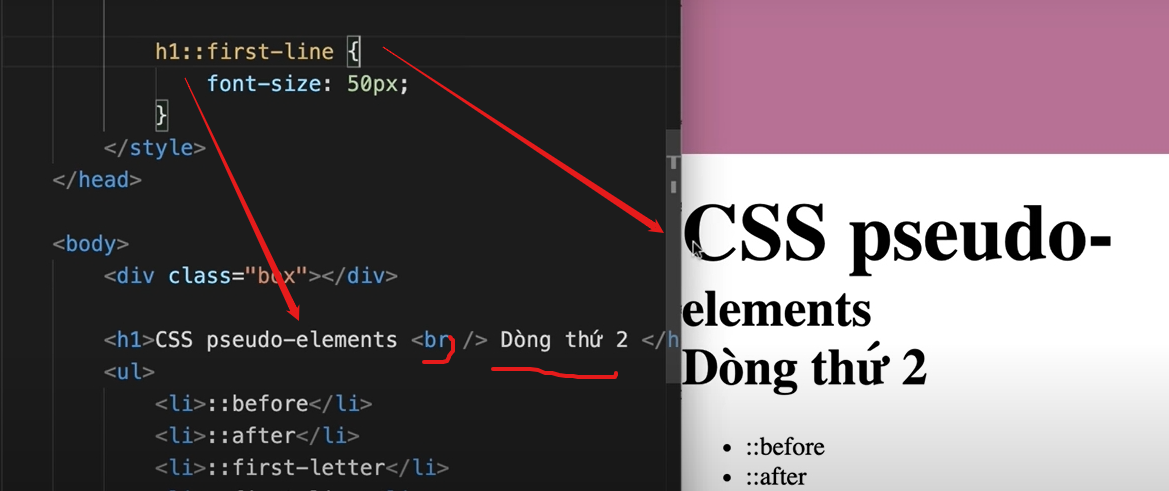 h1::first-line {
font-size: 50px;
}
</style>
</head>
<body>
<div class="box"></div>
<h1>CSS pseudo-elements <br /> Dòng thứ 2 </h
<ul>
<li>::before</li>
<li>::after</li>
<li>::first-letter</li>
CSS pseudo-
elements
Dòng thứ 2
• ::before
• ::after